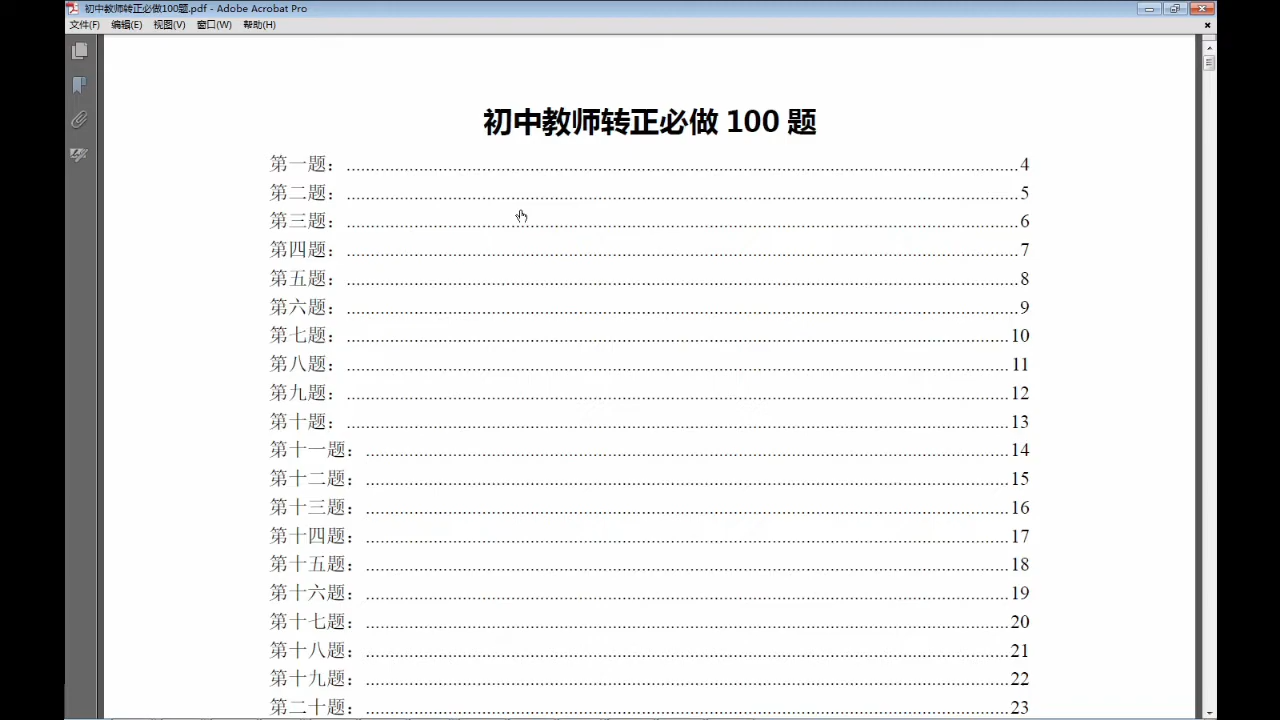 初中教师转正必做100题.pdf - Adobe Acrobat Pro
文件(F) 编辑(E) 视图(V) 窗口(W) 帮助(H)
初中教师转正必做 100 题
第一题：........................................4
第二题：........................................5
第三题：........................................6
第四题：........................................7
第五题：........................................8
第六题：........................................9
第七题：........................................10
第八题：........................................11
第九题：........................................12
第十题：........................................13
第十一题：........................................14
第十二题：........................................15
第十三题：........................................16
第十四题：........................................17
第十五题：........................................18
第十六题：........................................19
第十七题：........................................20
第十八题：........................................21
第十九题：........................................22
第二十题：........................................23